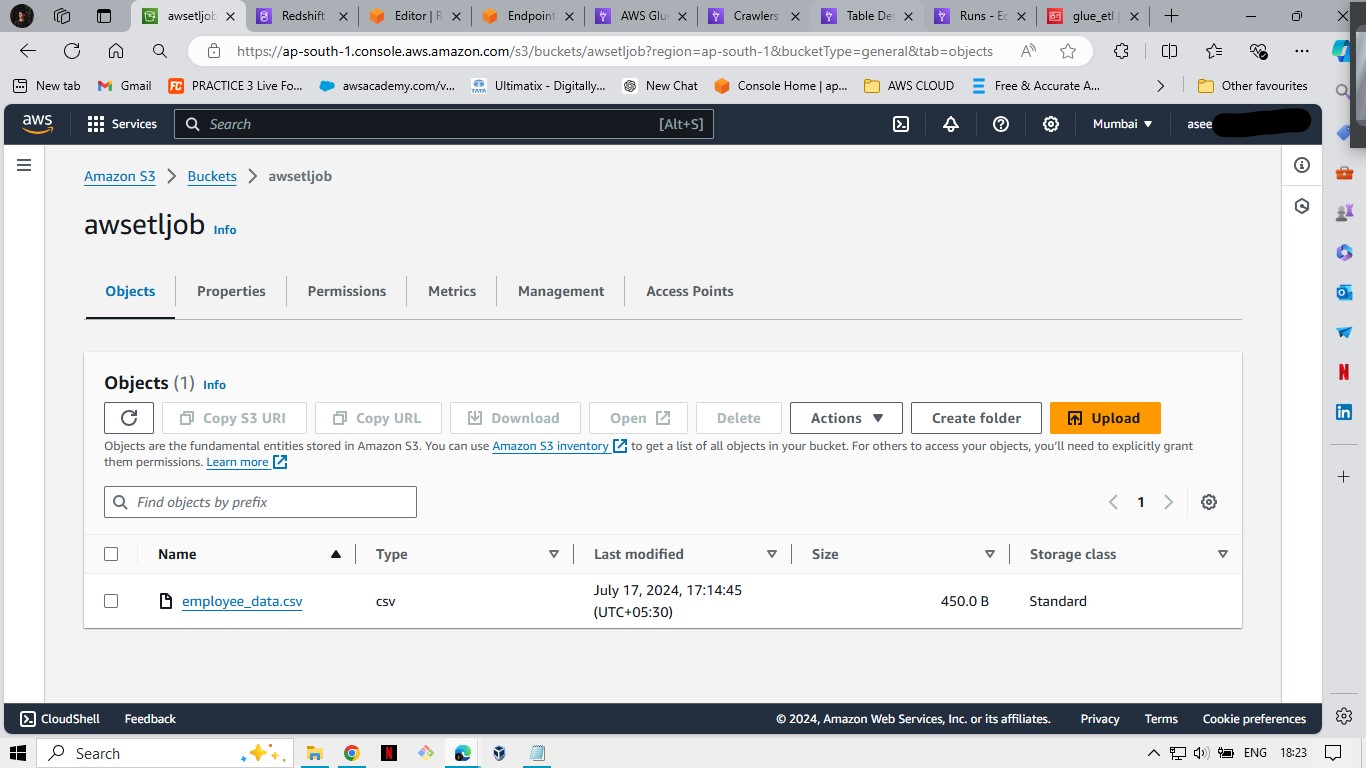 awsetljob
Redshift
Editor | R
Endpoint
AWS Glu
Crawlers
Table Det
Runs - Ed
glue_etl |
https://ap-south-1.console.aws.amazon.com/s3/buckets/awsetljob?region=ap-south-1&bucketType=general&tab=objects
New tab
Gmail
PRACTICE 3 Live Fo...
awsacademy.com/v...
Ultimatix - Digitally...
New Chat
Console Home | ap...
AWS CLOUD
Free & Accurate A...
Other favourites
aws
Services
Search
[Alt+S]
Mumbai
asee
Amazon S3
Buckets
awsetljob
awsetljob Info
Objects
Properties
Permissions
Metrics
Management
Access Points
Objects (1) Info
Copy S3 URI
Copy URL
Download
Open
Delete
Actions
Create folder
Upload
Objects are the fundamental entities stored in Amazon S3. You can use Amazon S3 inventory to get a list of all objects in your bucket. For others to access your objects, you'll need to explicitly grant
them permissions. Learn more
Find objects by prefix
1
Name
Type
Last modified
Size
Storage class
employee_data.csv
csv
July 17, 2024, 17:14:45
(UTC+05:30)
450.0 B
Standard
CloudShell
Feedback
© 2024, Amazon Web Services, Inc. or its affiliates.
Privacy
Terms
Cookie preferences
Search
ENG
18:23